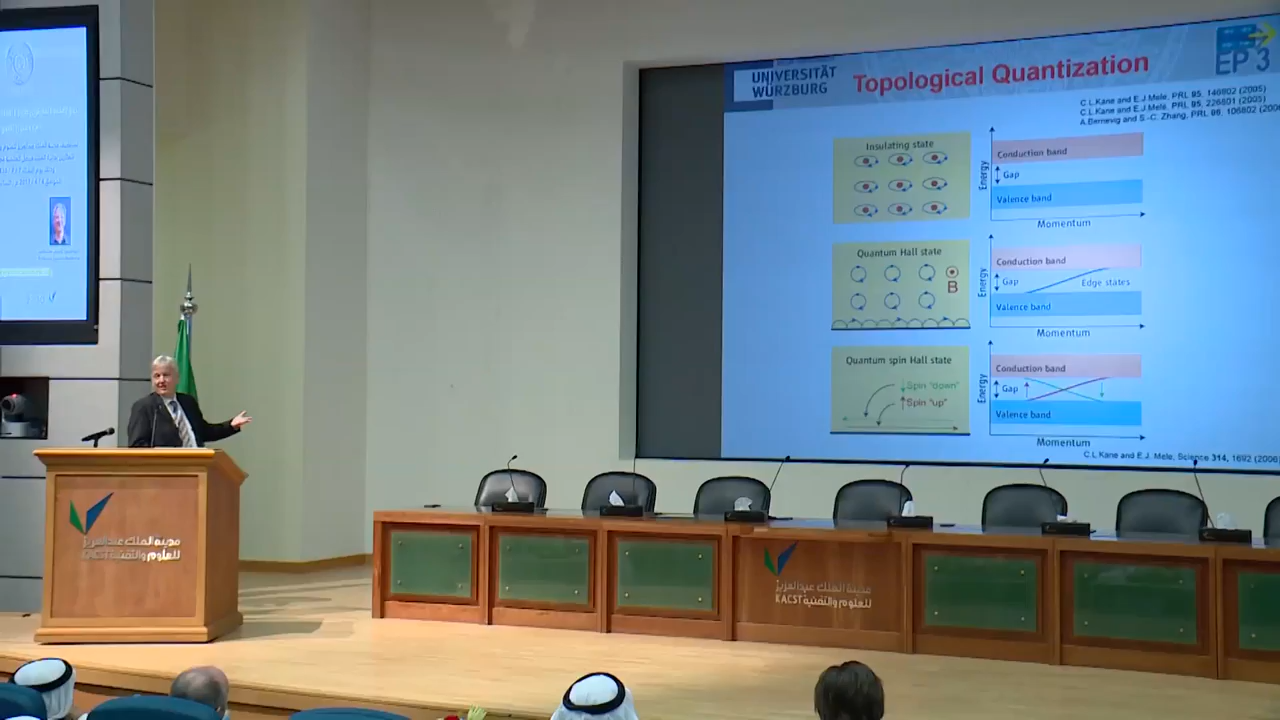 UNIVERSITÄT
WÜRZBURG
Topological Quantization
EP 3
C.L.Kane and E.J.Mele, PRL 95, 146802 (2005)
C.L.Kane and E.J.Mele, PRL 95, 226801 (2005)
A.Bernevig and S.-C. Zhang, PRL 96, 106802
Insulating state
Energy
Conduction band
Gap
Valence band
Momentum
Quantum Hall state
B
Energy
Conduction band
Gap
Edge states
Valence band
Momentum
Quantum spin Hall state
Spin "down"
Spin "up"
Energy
Conduction band
Gap
Valence band
Momentum
C.L.Kane and E.J. Mele, Science 314, 1692 (2006)
مدينة الملك عبدالعزيز
للعلوم والتقنية KACST
مدينة الملك عبدالعزيز
للعلوم والتقنية KACST